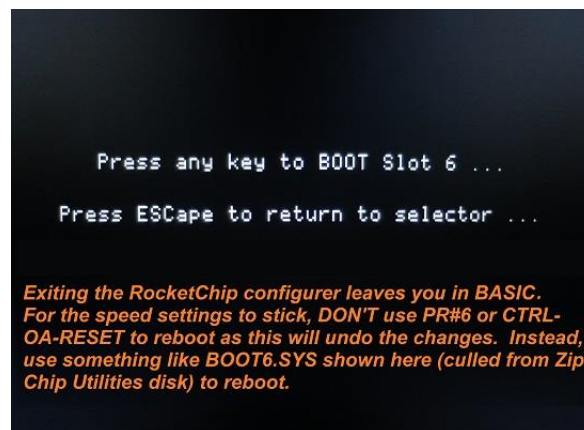 Press any key to BOOT Slot 6 ...
Press ESCape to return to selector ...
Exiting the RocketChip configurer leaves you in BASIC.
For the speed settings to stick, DON'T use PR#6 or CTRL-
OA-RESET to reboot as this will undo the changes.  Instead,
use something like BOOT6.SYS shown here (culled from Zip
Chip Utilities disk) to reboot.